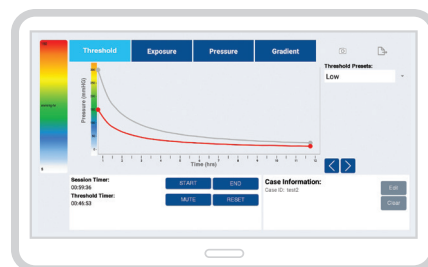 Threshold
Exposure
Pressure
Gradient
Threshold Presets:
Low
Pressure (mmHG)
Time (hrs)
Session Timer:
00:59:36
Threshold Timer:
00:46:53
START
END
MUTE
RESET
Case Information:
Case ID: test2
Edit
Clear